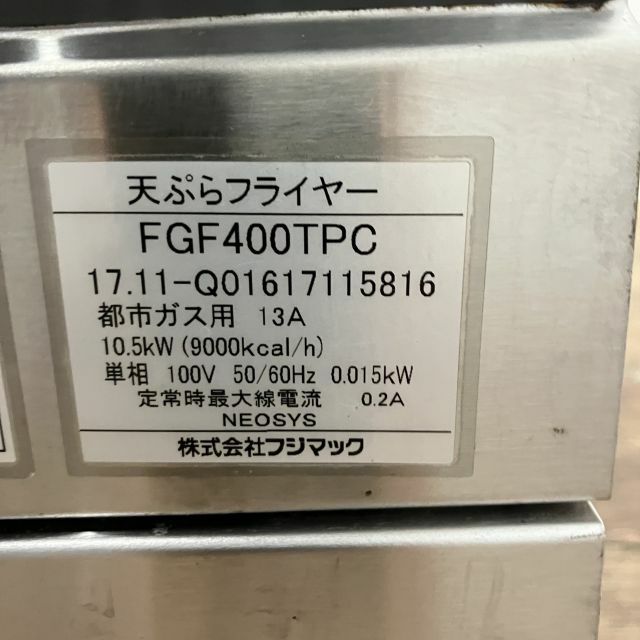 天ぷらフライヤー
FGF400TPC
17.11-Q01617115816
都市ガス用 13A
10.5kW(9000kcal/h)
単相 100V 50/60Hz 0.015kW
定常時最大線電流 0.2A
NEOSYS
株式会社フジマック